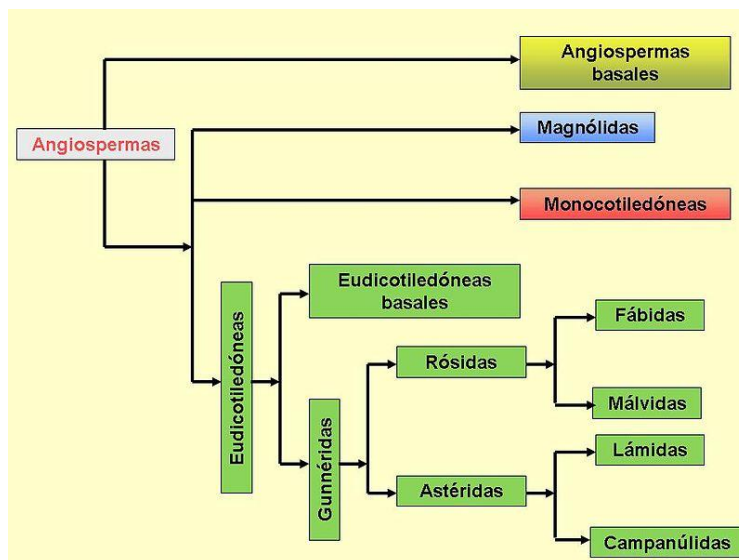 Angiospermas
basales
Magnólidas
Angiospermas
Monocotiledóneas
Eudicotiledóneas
Eudicotiledóneas
basales
Gunnéridas
Rósidas
Fábidas
Málvidas
Astéridas
Lámidas
Campanúlidas